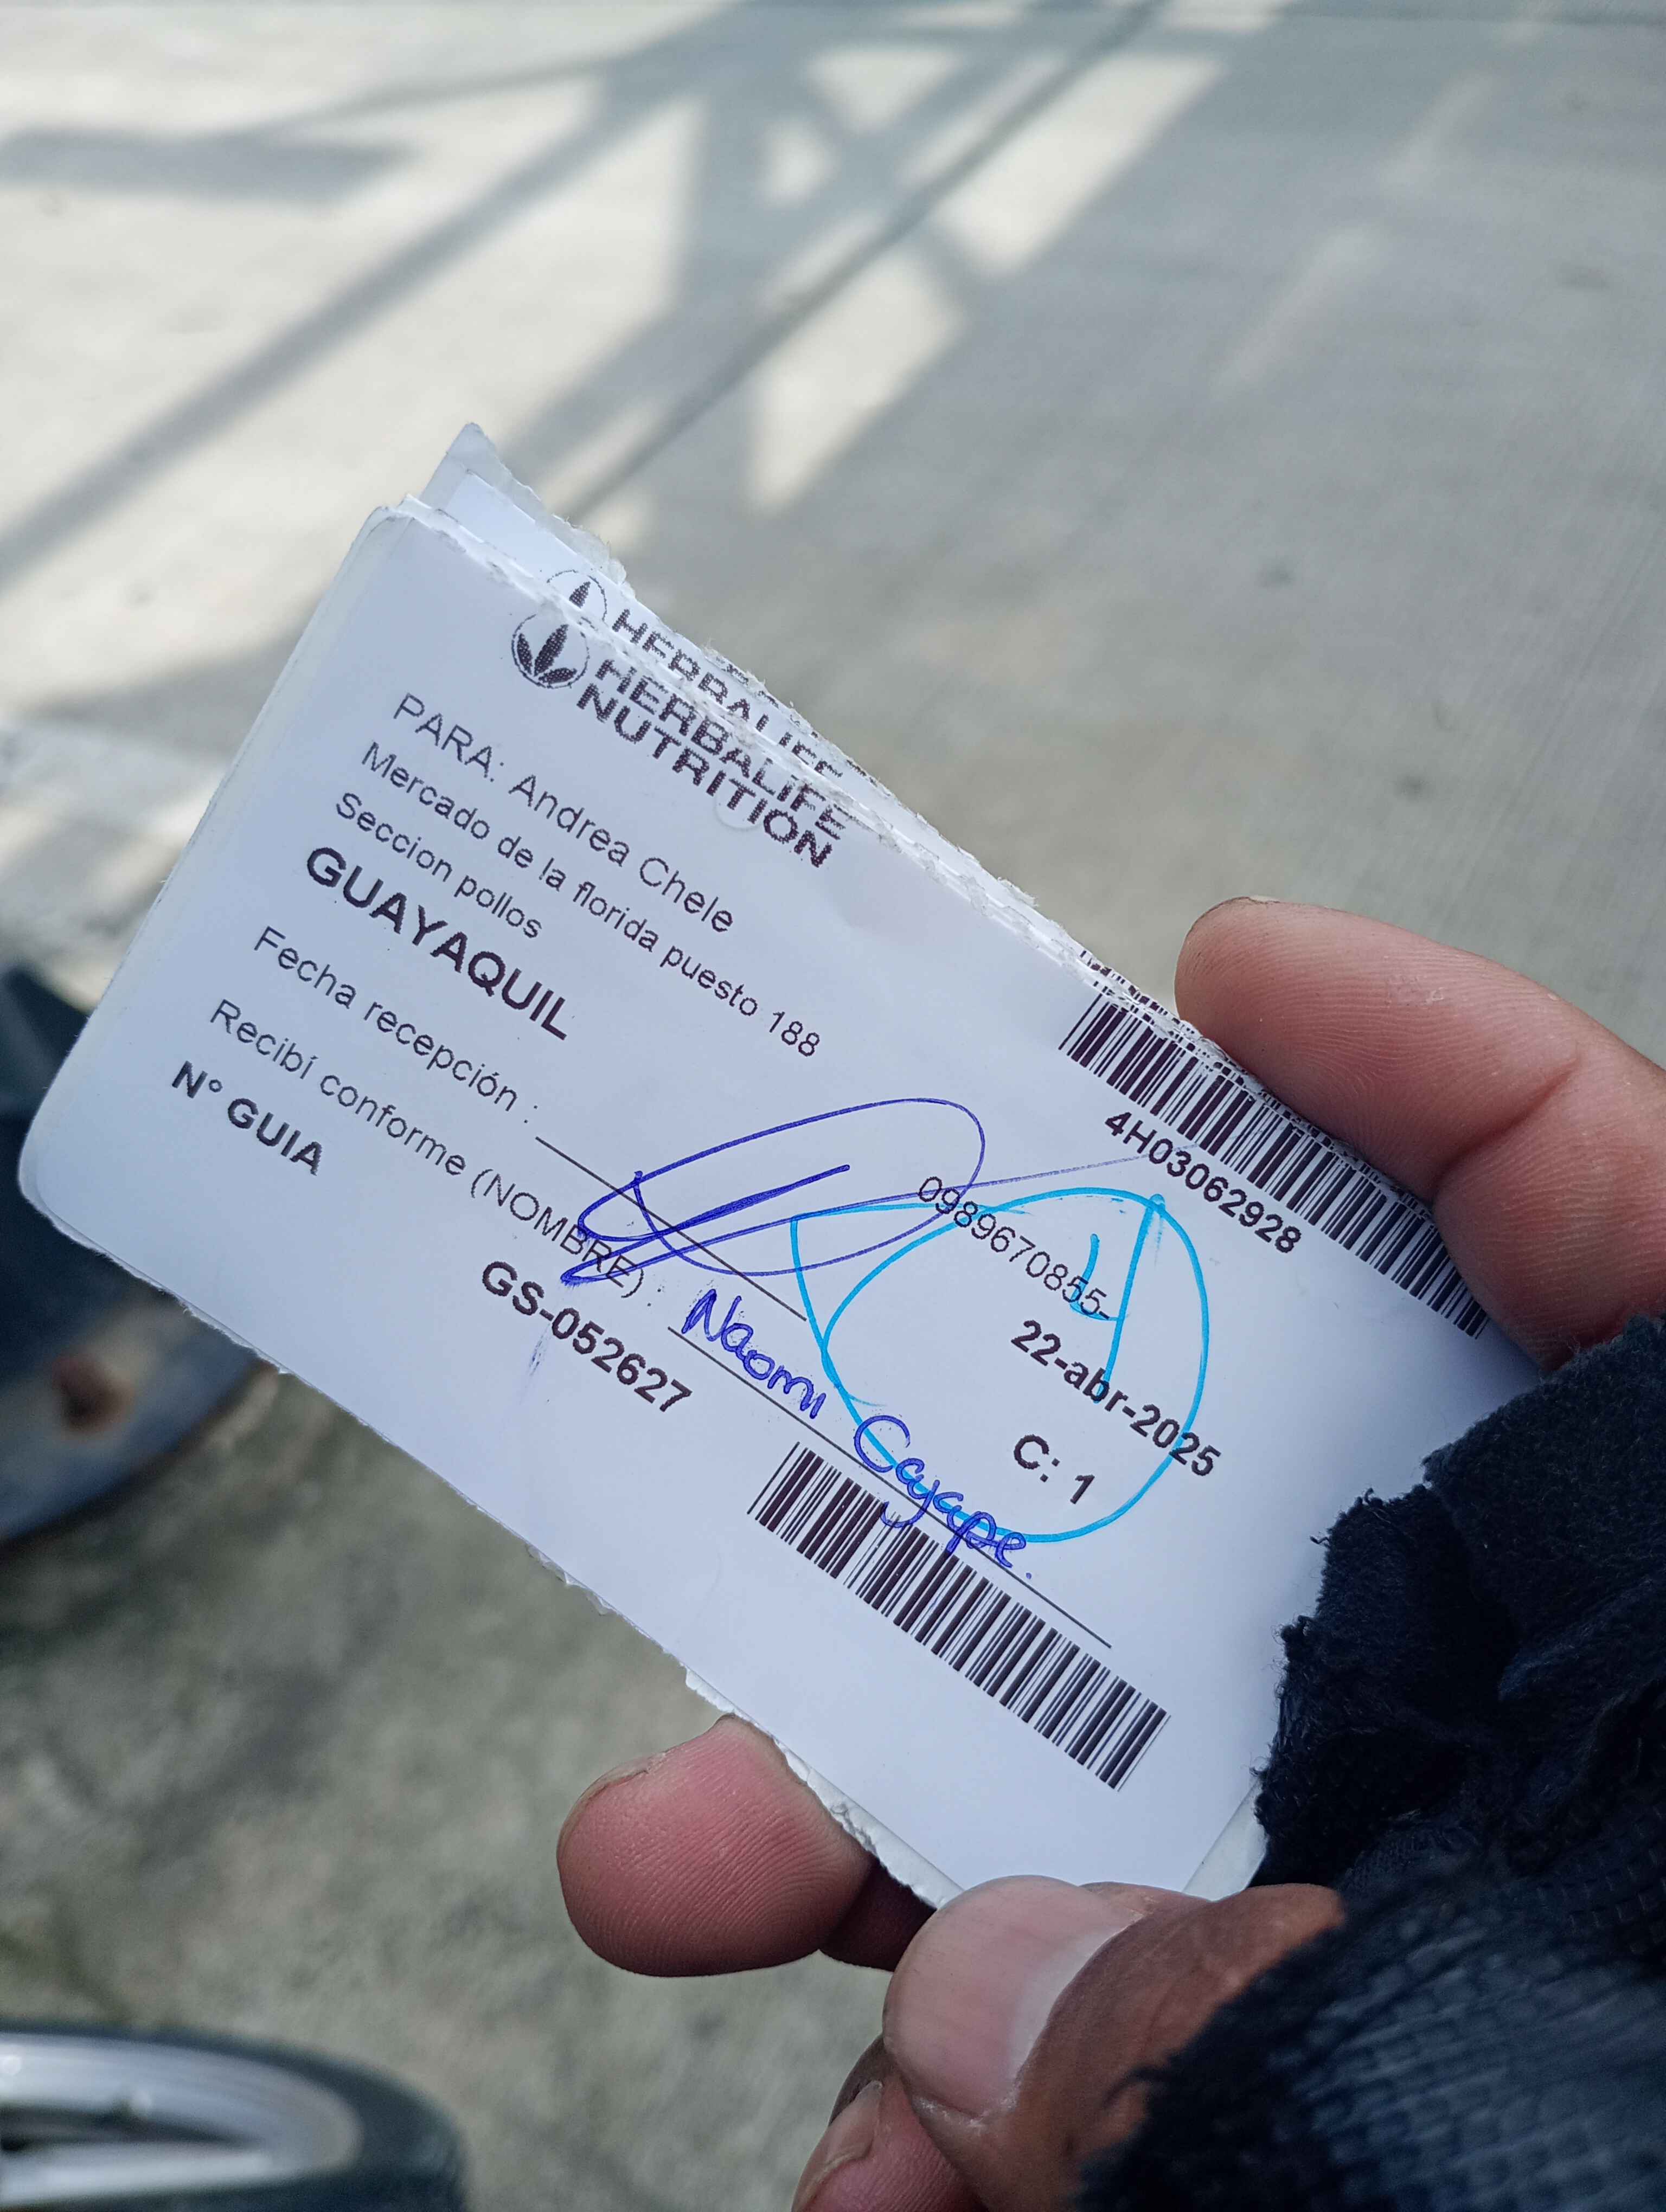 HERBALIFE
HERBALIFE
NUTRITION
4H03062928
PARA: Andrea Chele
Mercado de la florida puesto 188
Seccion pollos
GUAYAQUIL
0989670855-
Fecha recepción :
22-abr-2025
Recibí conforme (NOMBRE) : Naomi Cayape.
C: 1
N° GUIA
GS-052627